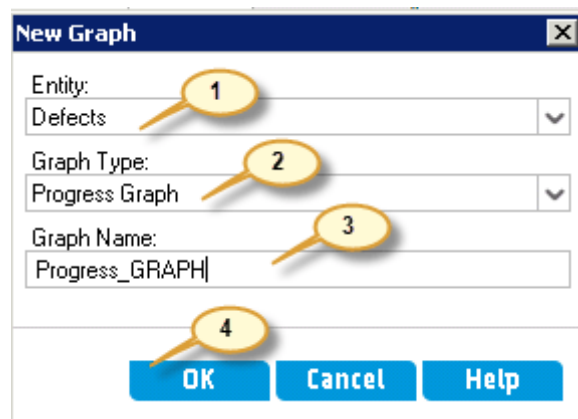 New Graph
Entity:
1
Defects
Graph Type:
2
Progress Graph
Graph Name:
3
Progress_GRAPH
4
OK Cancel Help